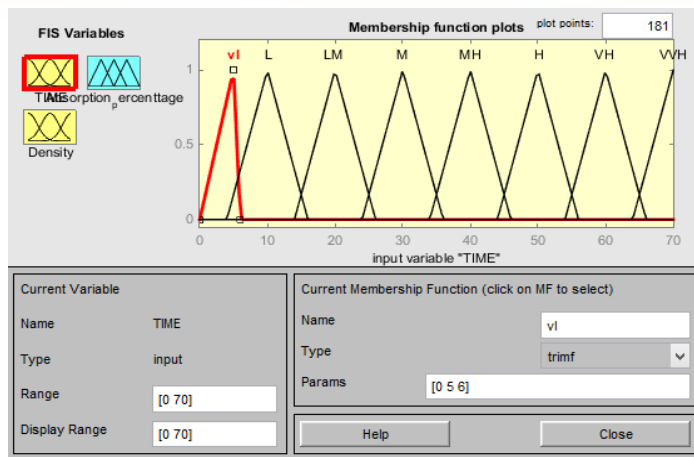 FIS Variables
Membership function plots
plot points:
181
vl L LM M MH H VH VVH
TIME
Absorption_percenttage
Density
1
0.5
0
0 10 20 30 40 50 60 70
input variable "TIME"
Current Variable
Name TIME
Type input
Range [0 70]
Display Range [0 70]
Current Membership Function (click on MF to select)
Name vl
Type trimf
Params [0 5 6]
Help Close